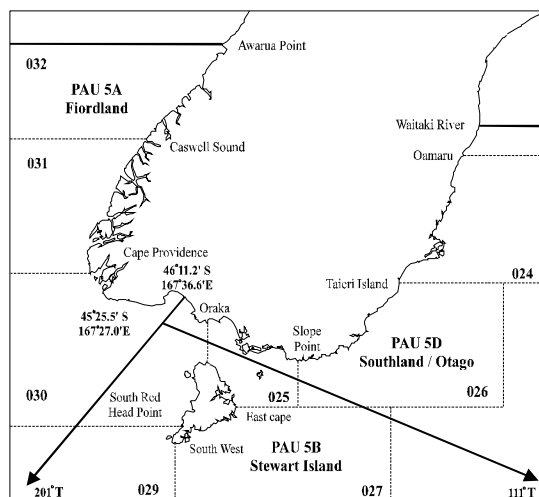 Awarua Point
032
PAU 5A
Fiordland
Waitaki River
Oamaru
Caswell Sound
031
Cape Providence
46°11.2' S
167°36.6'E
024
Taieri Island
45°25.5' S
167°27.0'E
Oraka
Slope
Point
PAU 5D
Southland / Otago
030
South Red
Head Point
025
026
East cape
South West
PAU 5B
Stewart Island
201°T
029
027
111°T